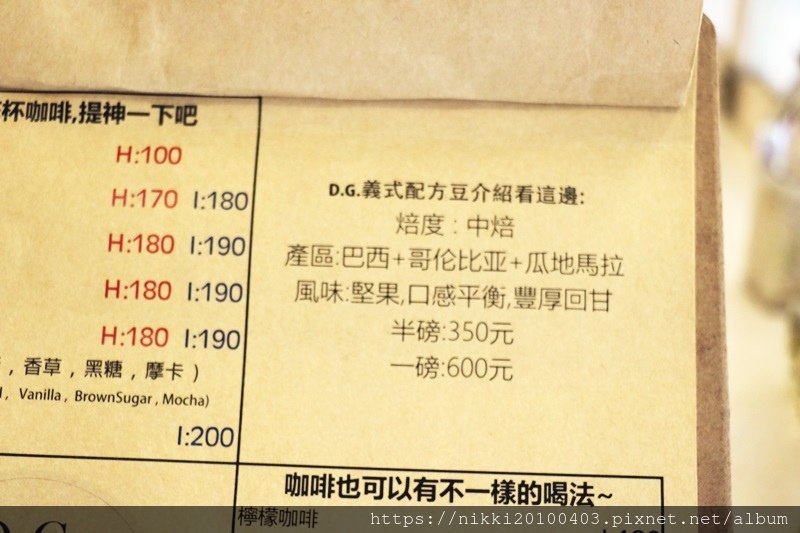 杯咖啡,提神一下吧
H:100
H:170 I:180
H:180 I:190
H:180 I:190
H:180 I:190
, 香草 , 黑糖 , 摩卡 )
, Vanilla , BrownSugar , Mocha)
I:200
D.G.義式配方豆介紹看這邊:
焙度 : 中焙
產區:巴西+哥伦比亚+瓜地馬拉
風味:堅果,口感平衡,豐厚回甘
半磅:350元
一磅:600元
咖啡也可以有不一樣的喝法~
檸檬咖啡
https://nikki20100403.pixnet.net/album